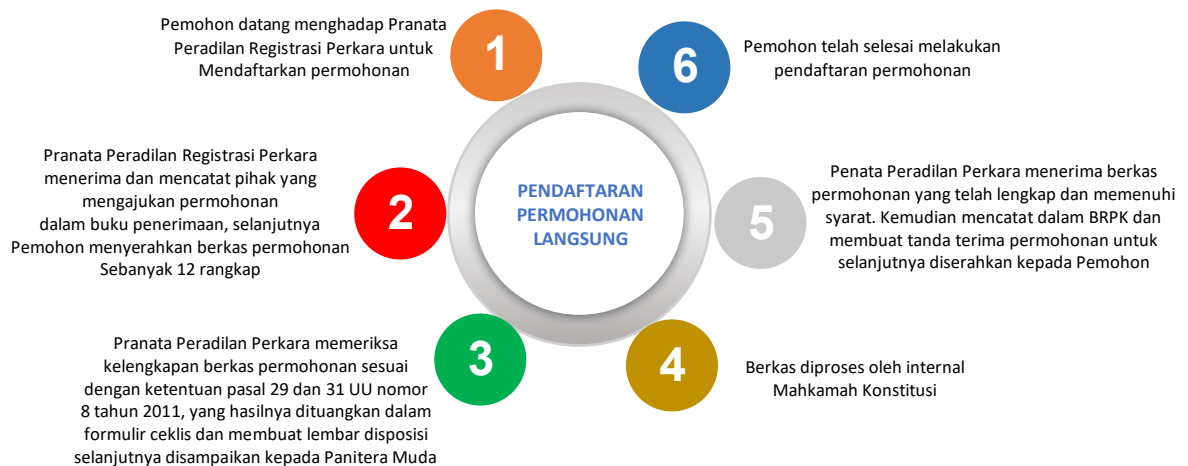 PENDAFTARAN
PERMOHONAN
LANGSUNG
1
Pemohon datang menghadap Pranata
Peradilan Registrasi Perkara untuk
Mendaftarkan permohonan
2
Pranata Peradilan Registrasi Perkara
menerima dan mencatat pihak yang
mengajukan permohonan
dalam buku penerimaan, selanjutnya
Pemohon menyerahkan berkas permohonan
Sebanyak 12 rangkap
3
Pranata Peradilan Perkara memeriksa
kelengkapan berkas permohonan sesuai
dengan ketentuan pasal 29 dan 31 UU nomor
8 tahun 2011, yang hasilnya dituangkan dalam
formulir ceklis dan membuat lembar disposisi
selanjutnya disampaikan kepada Panitera Muda
4
Berkas diproses oleh internal
Mahkamah Konstitusi
5
Penata Peradilan Perkara menerima berkas
permohonan yang telah lengkap dan memenuhi
syarat. Kemudian mencatat dalam BRPK dan
membuat tanda terima permohonan untuk
selanjutnya diserahkan kepada Pemohon
6
Pemohon telah selesai melakukan
pendaftaran permohonan